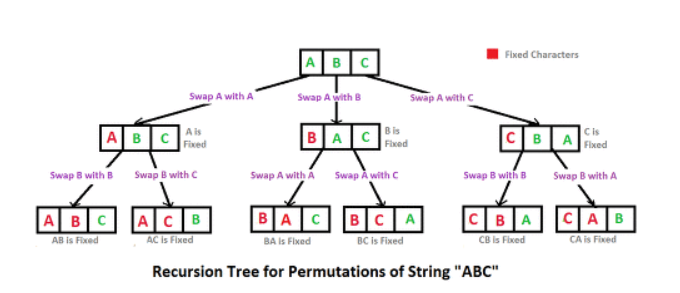 A B C
Fixed Characters
Swap A with A
Swap A with B
Swap A with C
A B C
A is
Fixed
B A C
B is
Fixed
C B A
C is
Fixed
Swap B with B
Swap B with C
Swap A with A
Swap A with C
Swap B with B
Swap B with A
A B C
A C B
B A C
B C A
C B A
C A B
AB is Fixed
AC is Fixed
BA is Fixed
BC is Fixed
CB is Fixed
CA is Fixed
Recursion Tree for Permutations of String "ABC"